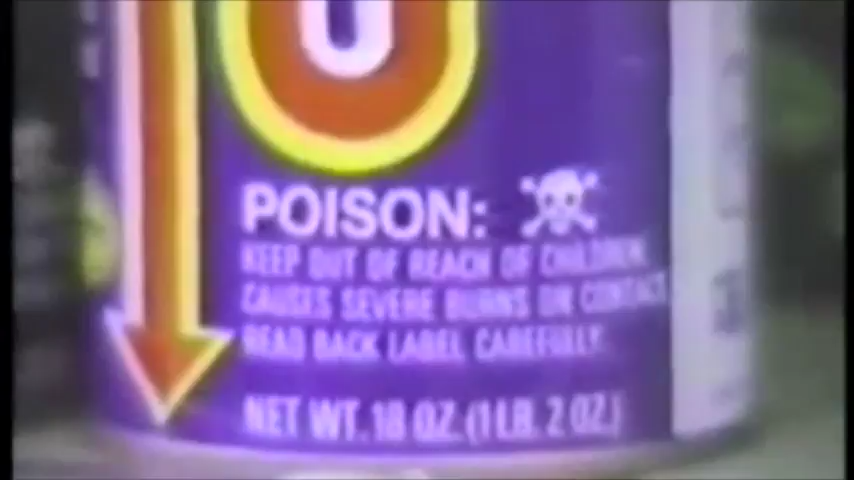 POISON:
KEEP OUT OF REACH OF CHILDREN.
CAUSES SEVERE BURNS ON CONTACT.
READ BACK LABEL CAREFULLY.
NET WT. 18 OZ. (1 LB. 2 OZ.)